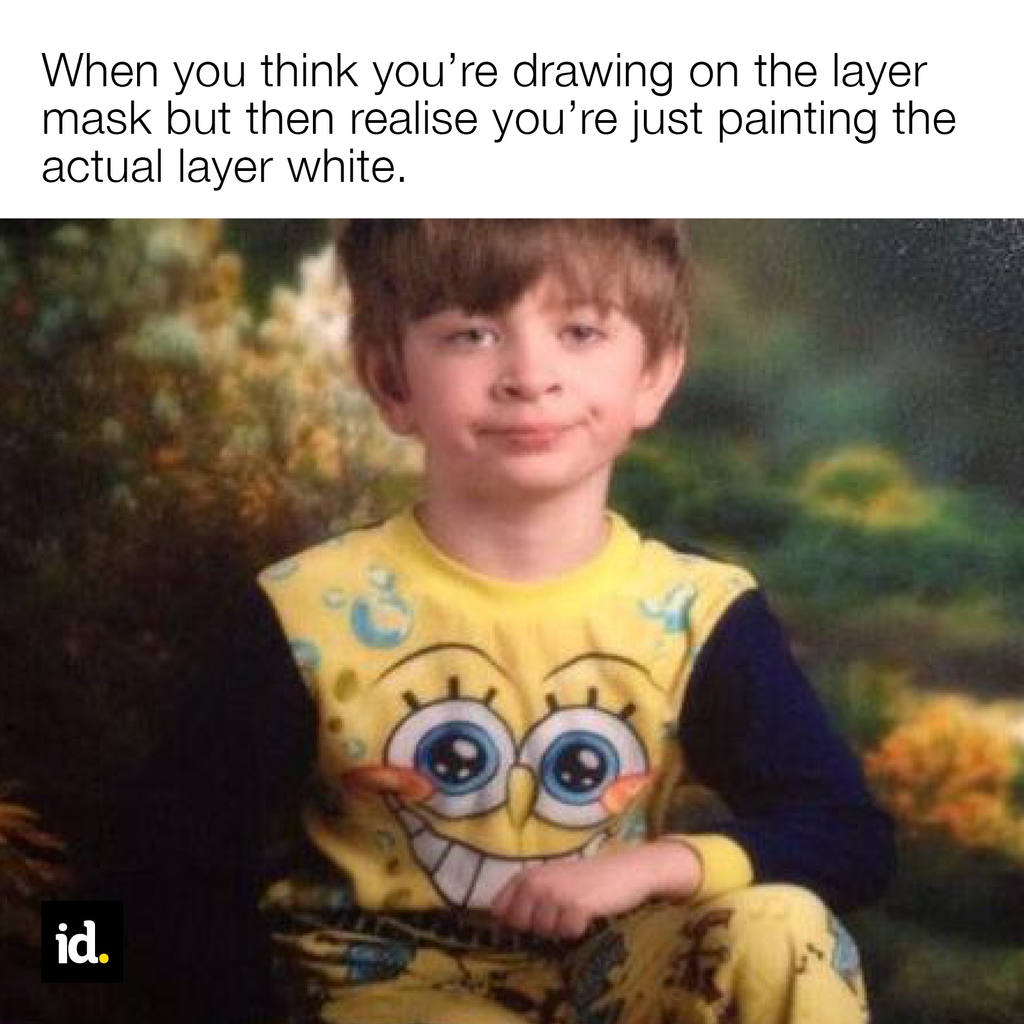 When you think you’re drawing on the layer
mask but then realise you’re just painting the
actual layer white.
id.